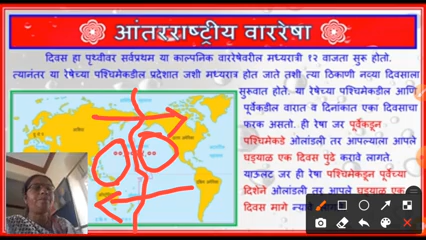 आंतरराष्ट्रीय वाररेषा
दिवस हा पृथ्वीवर सर्वप्रथम या काल्पनिक वाररेषेवरील मध्यरात्री १२ वाजता सुरू होतो.
त्यानंतर या रेषेच्या पश्चिमेकडील प्रदेशात जशी मध्यरात्र होत जाते तशी त्या ठिकाणी नव्या दिवसाला
सुरुवात होते. या रेषेच्या पश्चिमेकडील आणि
पूर्वेकडील वारात व दिनांकात एका दिवसाचा
फरक असतो. ही रेषा जर पूर्वेकडून
पश्चिमेकडे ओलांडली तर आपल्याला आपले
घड्याळ एक दिवस पुढे करावे लागते.
याऊलट जर ही रेषा पश्चिमेकडून पूर्वेच्या
दिशेने ओलांडली तर आपले घड्याळ एक
दिवस मागे